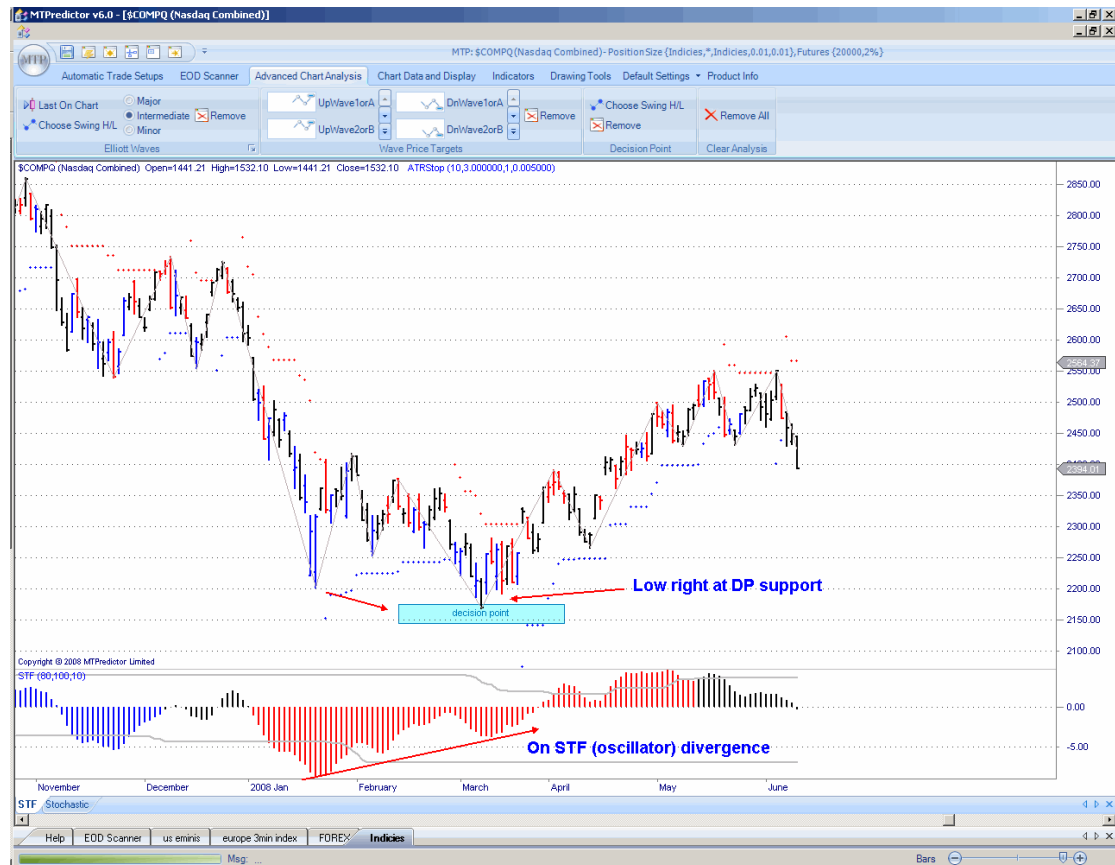 MTPredictor v6.0 - [$COMPQ (Nasdaq Combined)]
MTP
MTP: $COMPQ(Nasdaq Combined)- PositionSize {Indicies,*,Indicies,0.01,0.01},Futures {20000,2%}
Automatic Trade Setups EOD Scanner Advanced Chart Analysis Chart Data and Display Indicators Drawing Tools Default Settings Product Info
Last On Chart Major UpWave1orA DnWave1orA Choose Swing H/L
Intermediate Remove Remove Remove All
Choose Swing H/L Minor UpWave2orB DnWave2orB Remove
Elliott Waves Wave Price Targets Decision Point Clear Analysis
$COMPQ (Nasdaq Combined) Open=1441.21 High=1532.10 Low=1441.21 Close=1532.10 ATRStop (10,3.000000,1,0.005000)
2850.00
2800.00
2750.00
2700.00
2650.00
2600.00
2564.37
2550.00
2500.00
2450.00
2394.01
2350.00
2300.00
2250.00
2200.00
Low right at DP support
decision point
2150.00
2100.00
Copyright © 2008 MTPredictor Limited
STF (80,100,10)
0.00
-5.00
On STF (oscillator) divergence
November December 2008 Jan February March April May June
STF Stochastic
Help EOD Scanner us eminis europe 3min index FOREX Indicies
Msg: ...
Bars